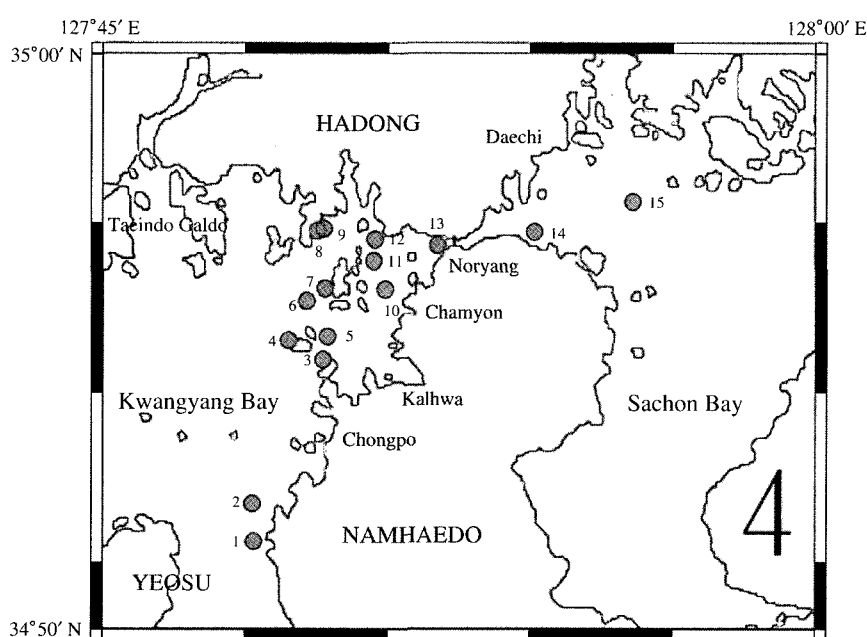 127°45′ E
128°00′ E
35°00′ N
HADONG
Daechi
15
Taeindo Galdo
9
8
12
13
14
11
Noryang
7
10
6
Chamyon
4
5
3
Kalhwa
Kwangyang Bay
Sachon Bay
Chongpo
4
2
NAMHAEDO
1
YEOSU
34°50′ N